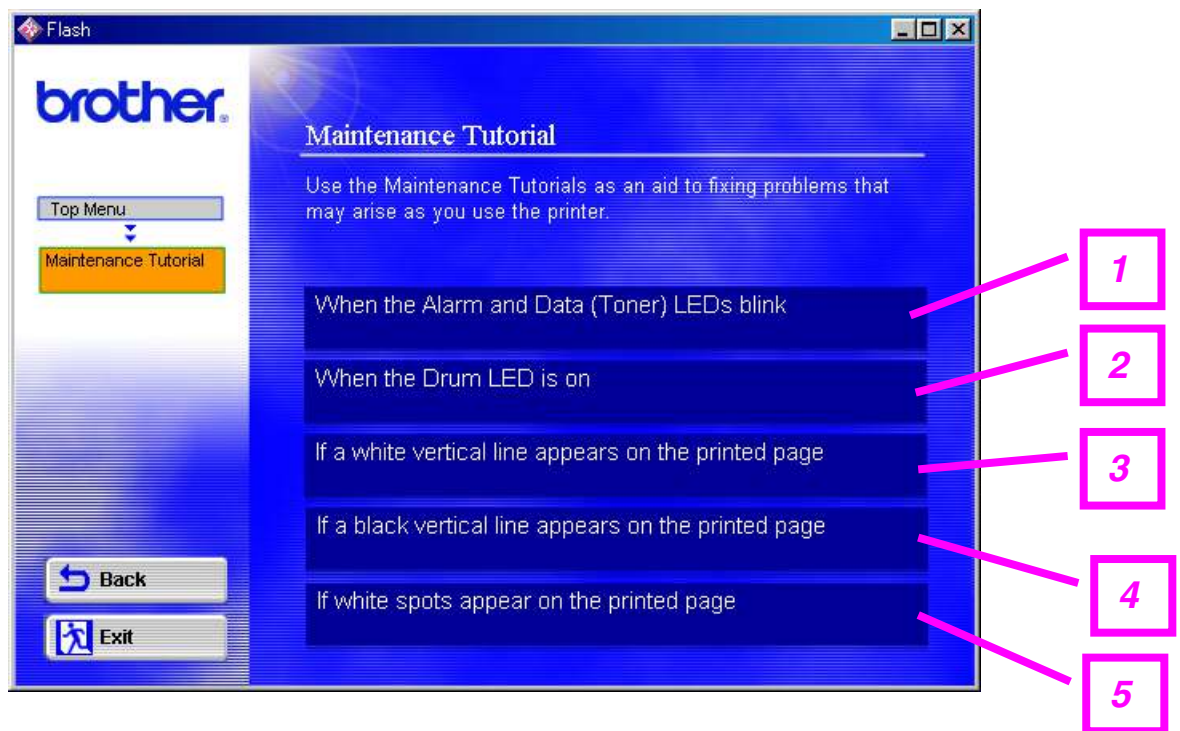 Flash
brother®
Maintenance Tutorial
Use the Maintenance Tutorials as an aid to fixing problems that
may arise as you use the printer.
Top Menu
Maintenance Tutorial
When the Alarm and Data (Toner) LEDs blink
1
When the Drum LED is on
2
If a white vertical line appears on the printed page
3
If a black vertical line appears on the printed page
4
If white spots appear on the printed page
5
Back
Exit